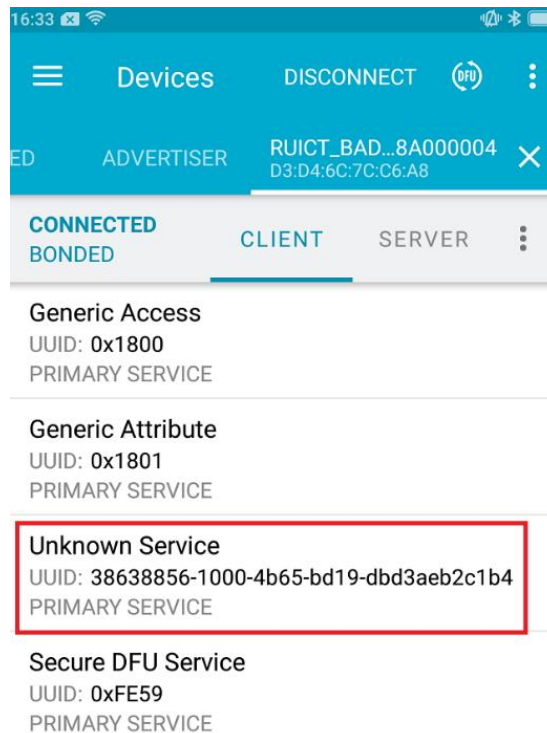 16:33
Devices
DISCONNECT
DFU
ED
ADVERTISER
RUICT_BAD...8A000004
D3:D4:6C:7C:C6:A8
CONNECTED
BONDED
CLIENT
SERVER
Generic Access
UUID: 0x1800
PRIMARY SERVICE
Generic Attribute
UUID: 0x1801
PRIMARY SERVICE
Unknown Service
UUID: 38638856-1000-4b65-bd19-dbd3aeb2c1b4
PRIMARY SERVICE
Secure DFU Service
UUID: 0xFE59
PRIMARY SERVICE